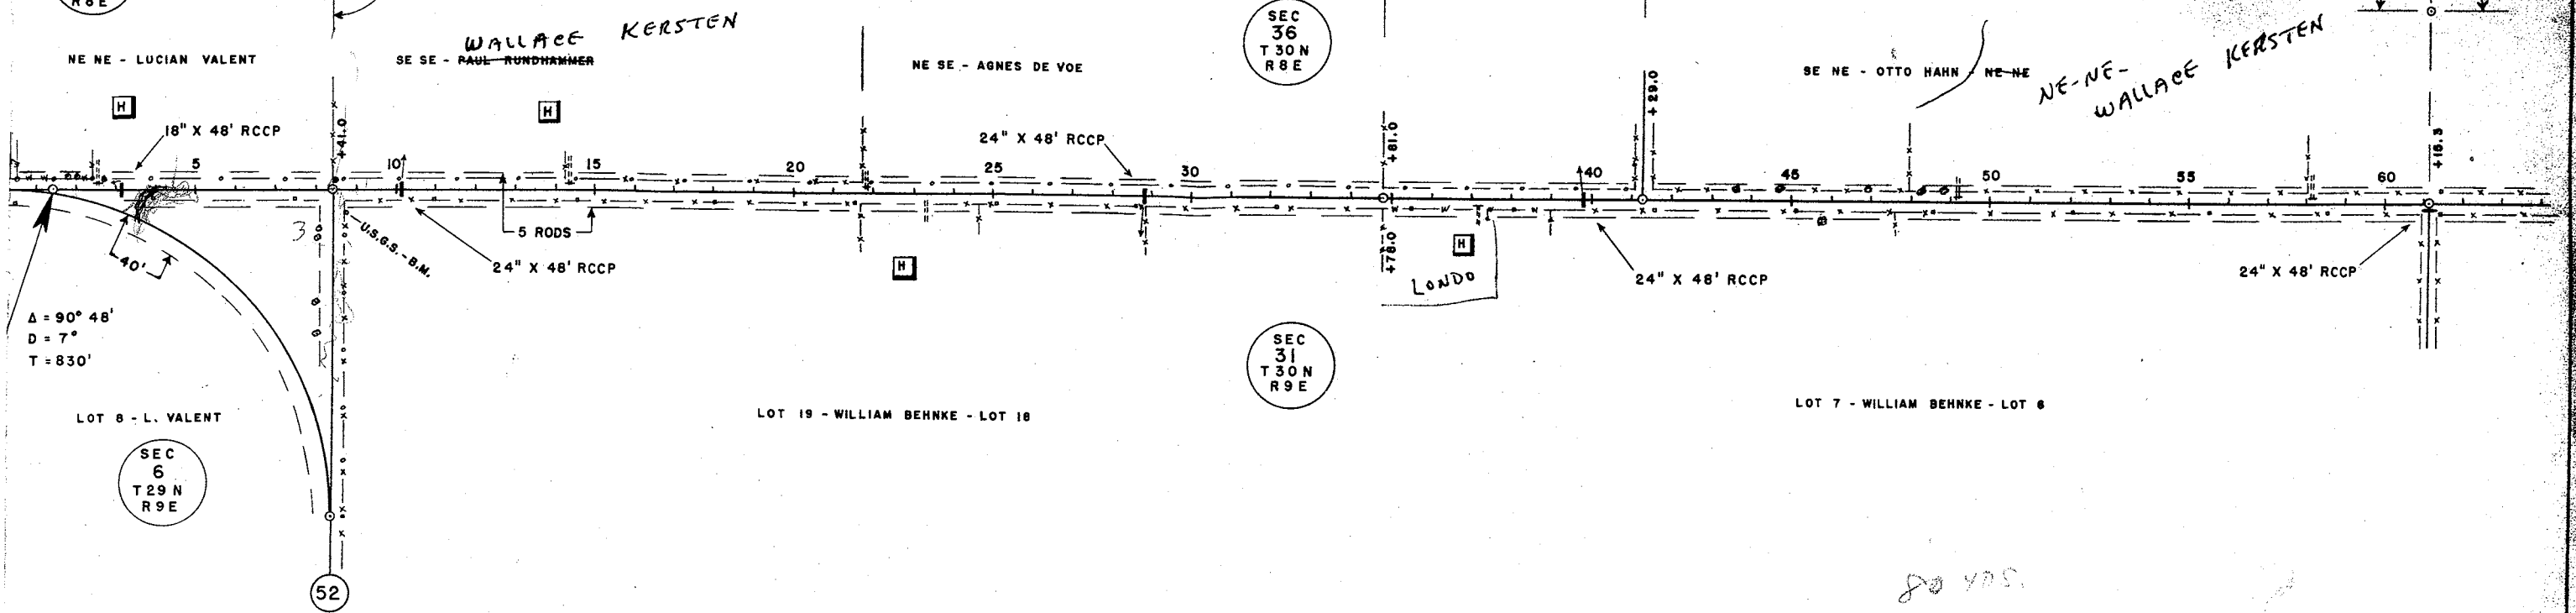 R8E
WALLACE KERSTEN
NE NE - LUCIAN VALENT
SE SE - PAUL RUNDHAMMER
NE SE - AGNES DE VOE
SEC
36
T 30 N
R 8 E
SE NE - OTTO HAHN - NE NE
NE-NE-
WALLACE KERSTEN
H
H
18" X 48' RCCP
+41.0
24" X 48' RCCP
+81.0
+29.0
+15.3
5
10
15
20
25
30
40
45
50
55
60
3
U.S.G.S.-B.M.
5 RODS
40'
24" X 48' RCCP
H
+78.0
H
LONDO
24" X 48' RCCP
24" X 48' RCCP
Δ = 90° 48'
D = 7°
T = 830'
SEC
31
T 30 N
R 9 E
LOT 8 - L. VALENT
LOT 19 - WILLIAM BEHNKE - LOT 18
LOT 7 - WILLIAM BEHNKE - LOT 6
SEC
6
T 29 N
R 9 E
52
80 YDS.